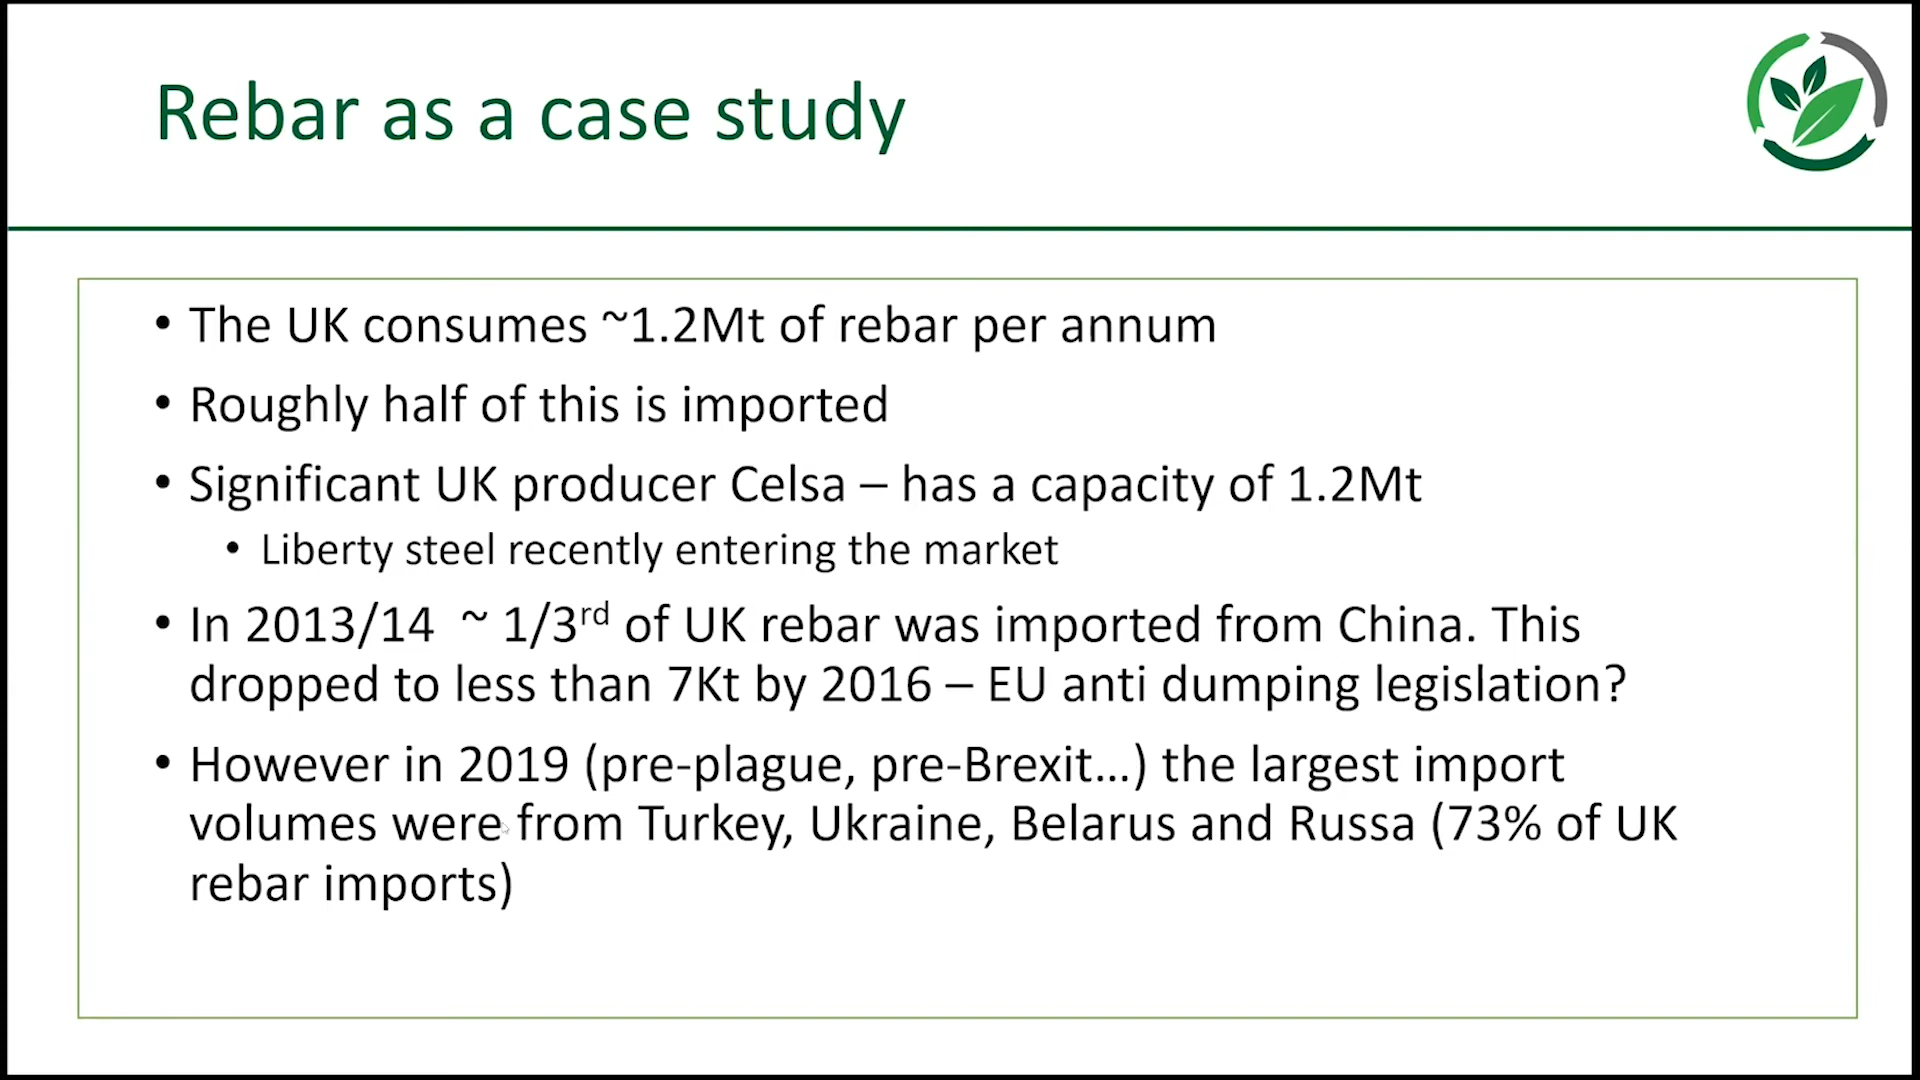 Rebar as a case study
• The UK consumes ~1.2Mt of rebar per annum
• Roughly half of this is imported
• Significant UK producer Celsa – has a capacity of 1.2Mt
• Liberty steel recently entering the market
• In 2013/14 ~ 1/3rd of UK rebar was imported from China. This
dropped to less than 7Kt by 2016 – EU anti dumping legislation?
• However in 2019 (pre-plague, pre-Brexit...) the largest import
volumes were from Turkey, Ukraine, Belarus and Russa (73% of UK
rebar imports)